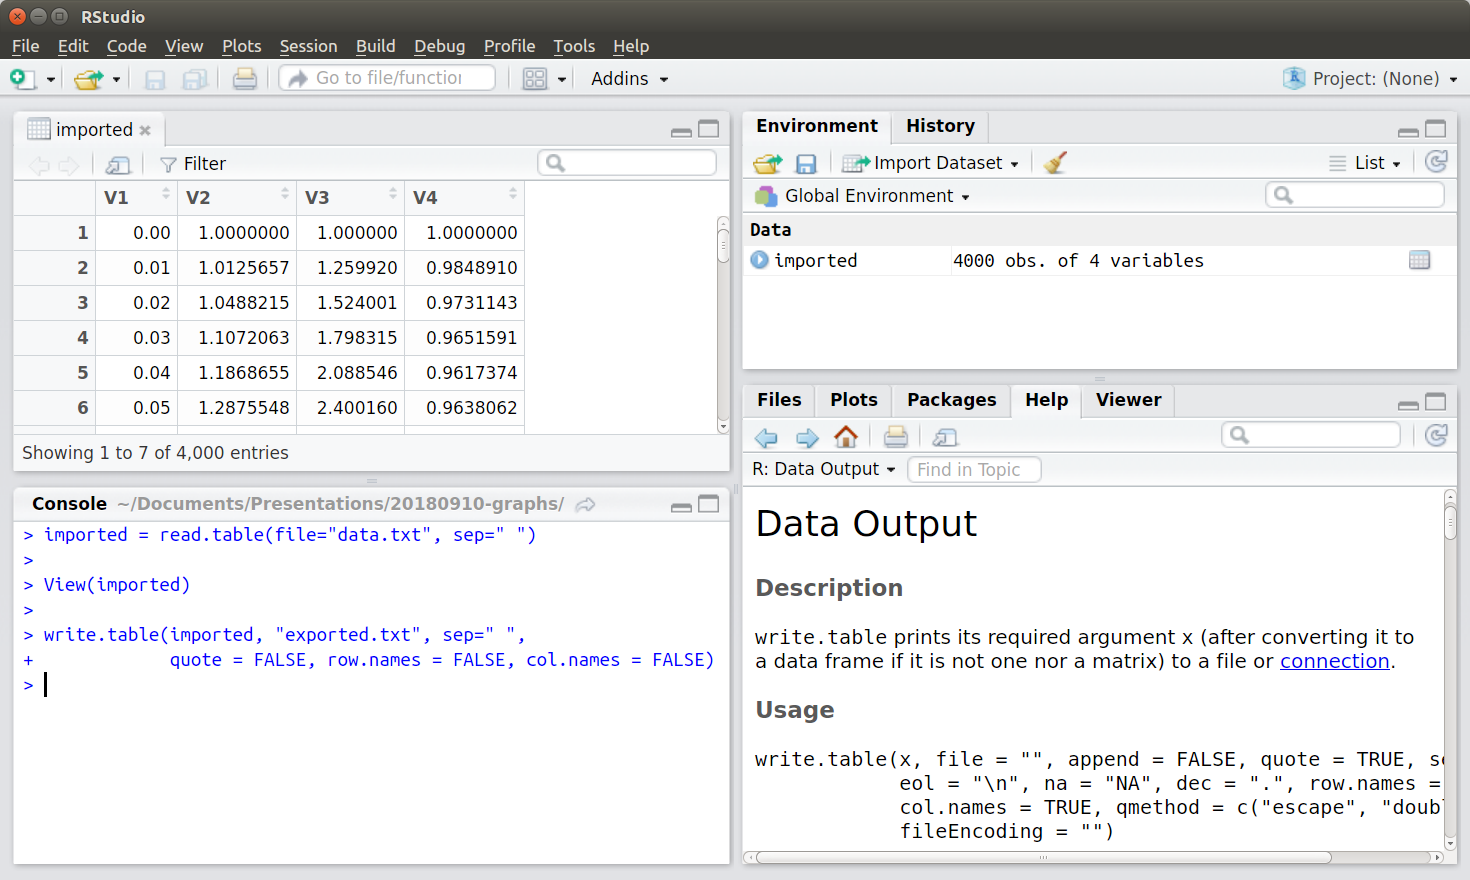 RStudio
File Edit Code View Plots Session Build Debug Profile Tools Help
Go to file/function
Addins
Project: (None)
imported
Filter
V1 V2 V3 V4
1 0.00 1.0000000 1.000000 1.0000000
2 0.01 1.0125657 1.259920 0.9848910
3 0.02 1.0488215 1.524001 0.9731143
4 0.03 1.1072063 1.798315 0.9651591
5 0.04 1.1868655 2.088546 0.9617374
6 0.05 1.2875548 2.400160 0.9638062
Showing 1 to 7 of 4,000 entries
Console ~/Documents/Presentations/20180910-graphs/
> imported = read.table(file="data.txt", sep=" ")
>
> View(imported)
>
> write.table(imported, "exported.txt", sep=" ",
+ quote = FALSE, row.names = FALSE, col.names = FALSE)
>
Environment History
Import Dataset
List
Global Environment
Data
imported 4000 obs. of 4 variables
Files Plots Packages Help Viewer
R: Data Output Find in Topic
Data Output
Description
write.table prints its required argument x (after converting it to
a data frame if it is not one nor a matrix) to a file or connection.
Usage
write.table(x, file = "", append = FALSE, quote = TRUE,
eol = "\n", na = "NA", dec = ".", row.names =
col.names = TRUE, qmethod = c("escape", "doub
fileEncoding = "")